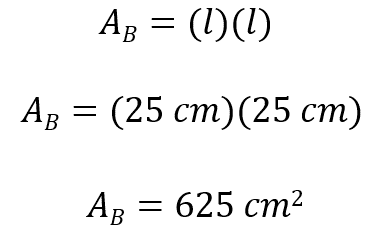 A_B = (l)(l)
A_B = (25 cm)(25 cm)
A_B = 625 cm²